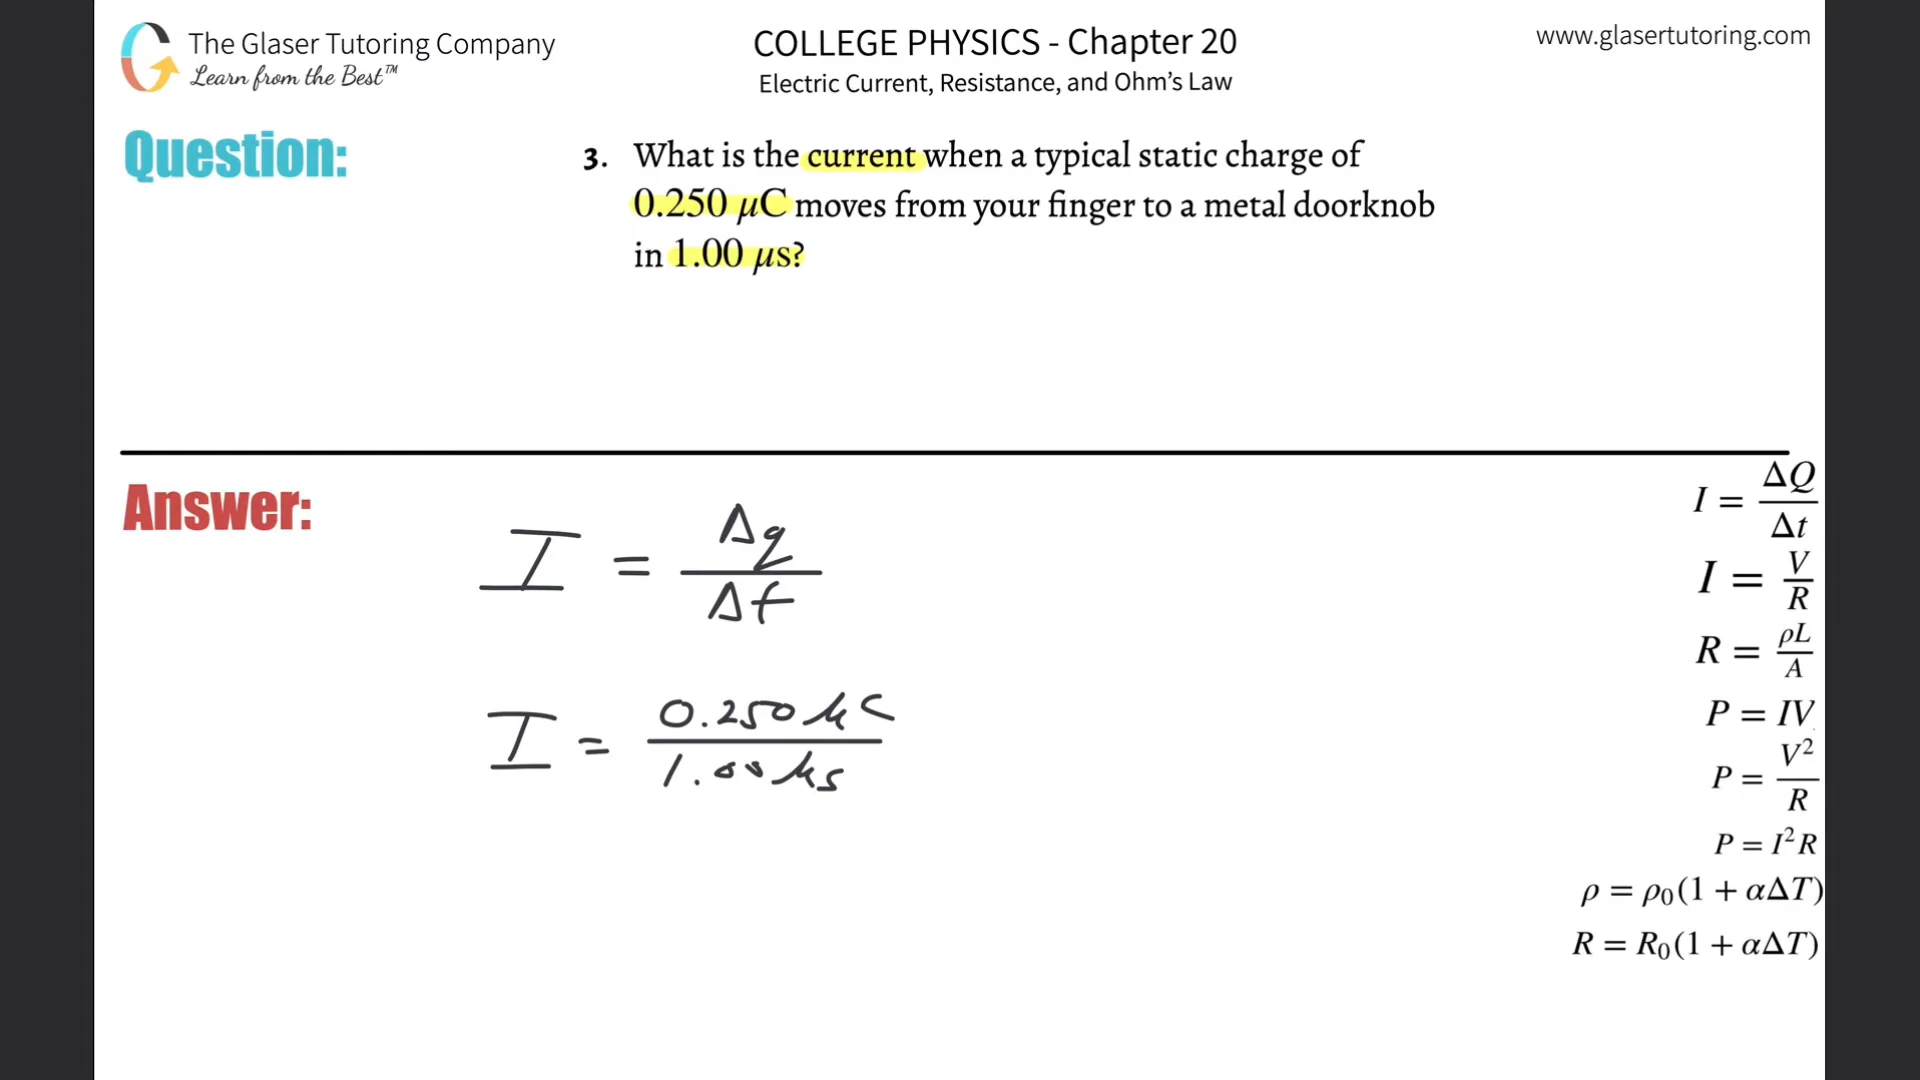 The Glaser Tutoring Company
Learn from the Best™
COLLEGE PHYSICS - Chapter 20
Electric Current, Resistance, and Ohm's Law
www.glasertutoring.com
Question:
3. What is the current when a typical static charge of
0.250 μC moves from your finger to a metal doorknob
in 1.00 μs?
Answer:
I = Δq / Δt
I = 0.250 μC / 1.00 μs
I = ΔQ / Δt
I = V / R
R = ρL / A
P = IV
P = V² / R
P = I²R
ρ = ρ₀(1 + αΔT)
R = R₀(1 + αΔT)